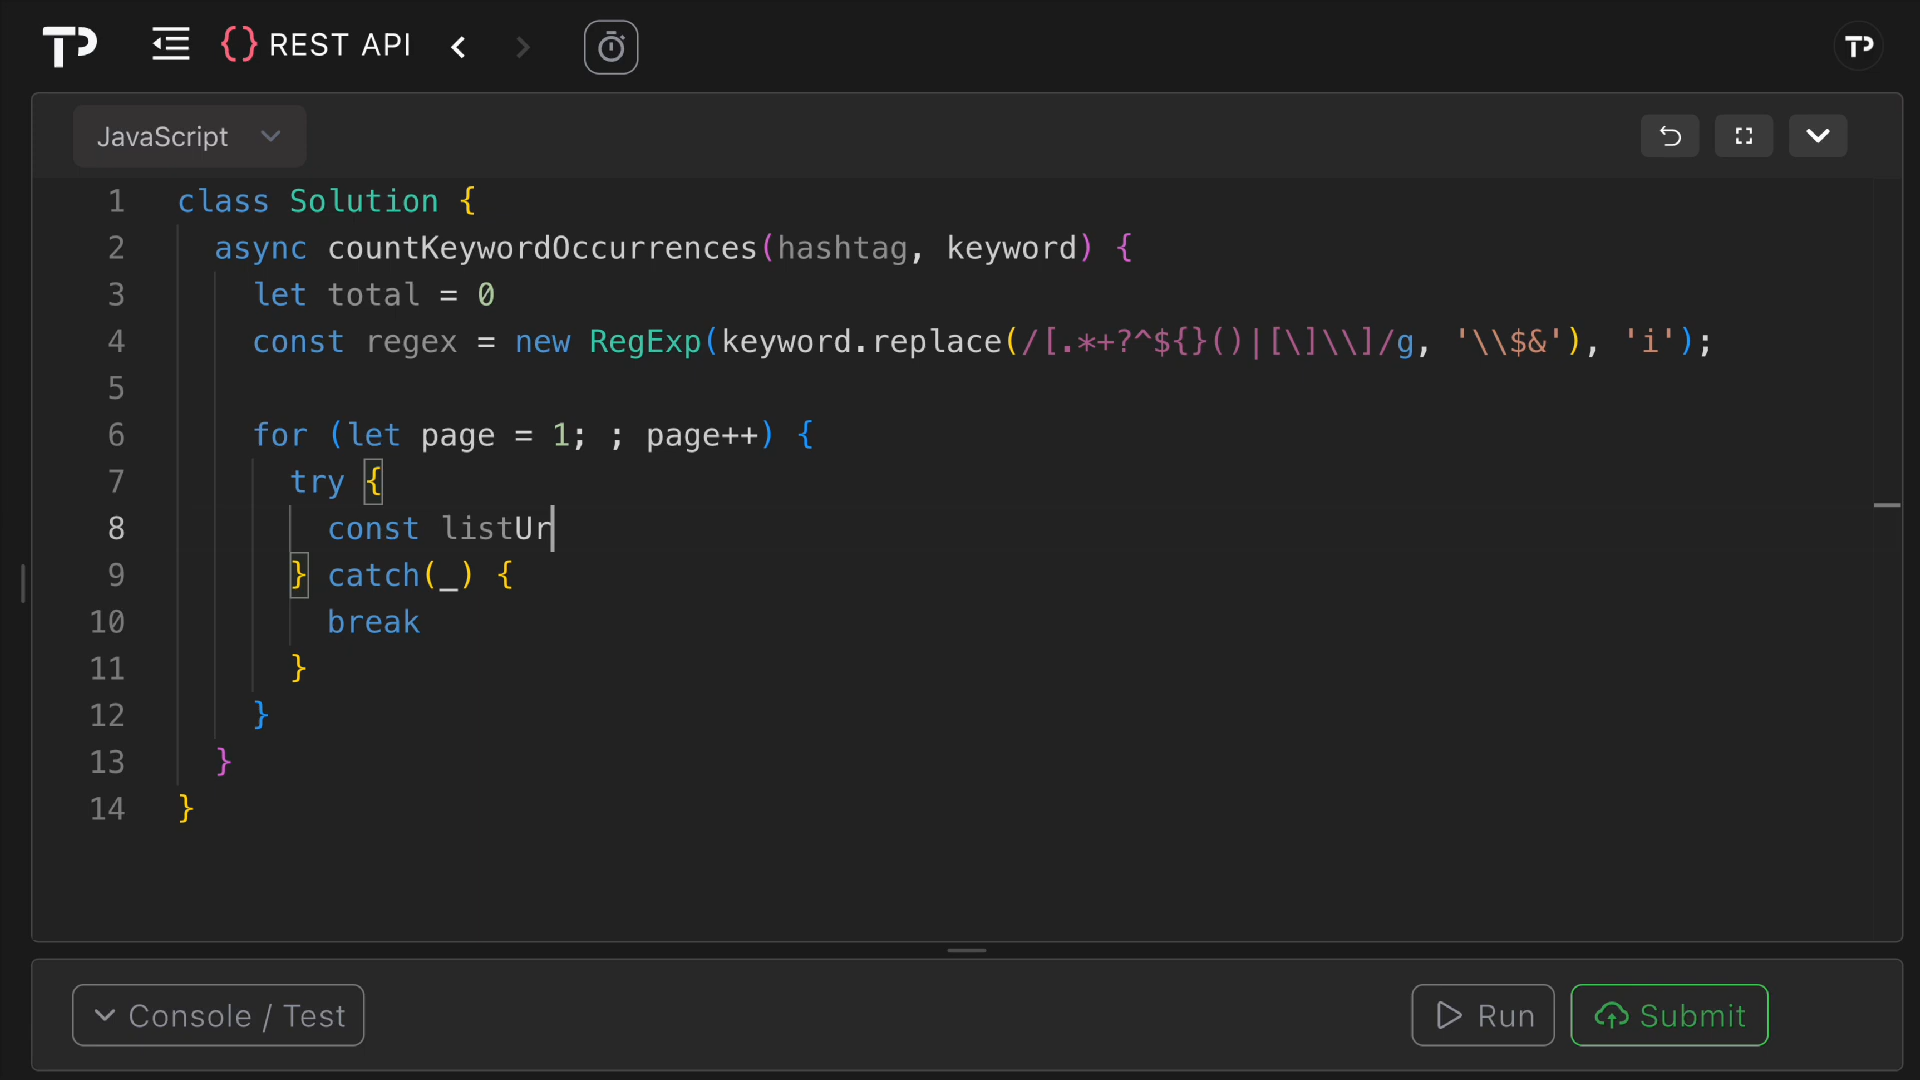 TP {} REST API TP
JavaScript
1 class Solution {
2 async countKeywordOccurrences(hashtag, keyword) {
3 let total = 0
4 const regex = new RegExp(keyword.replace(/[.*+?^${}()|[\]\\]/g, '\\$&'), 'i');
5
6 for (let page = 1; ; page++) {
7 try {
8 const listUr
9 } catch(_) {
10 break
11 }
12 }
13 }
14 }
Console / Test Run Submit